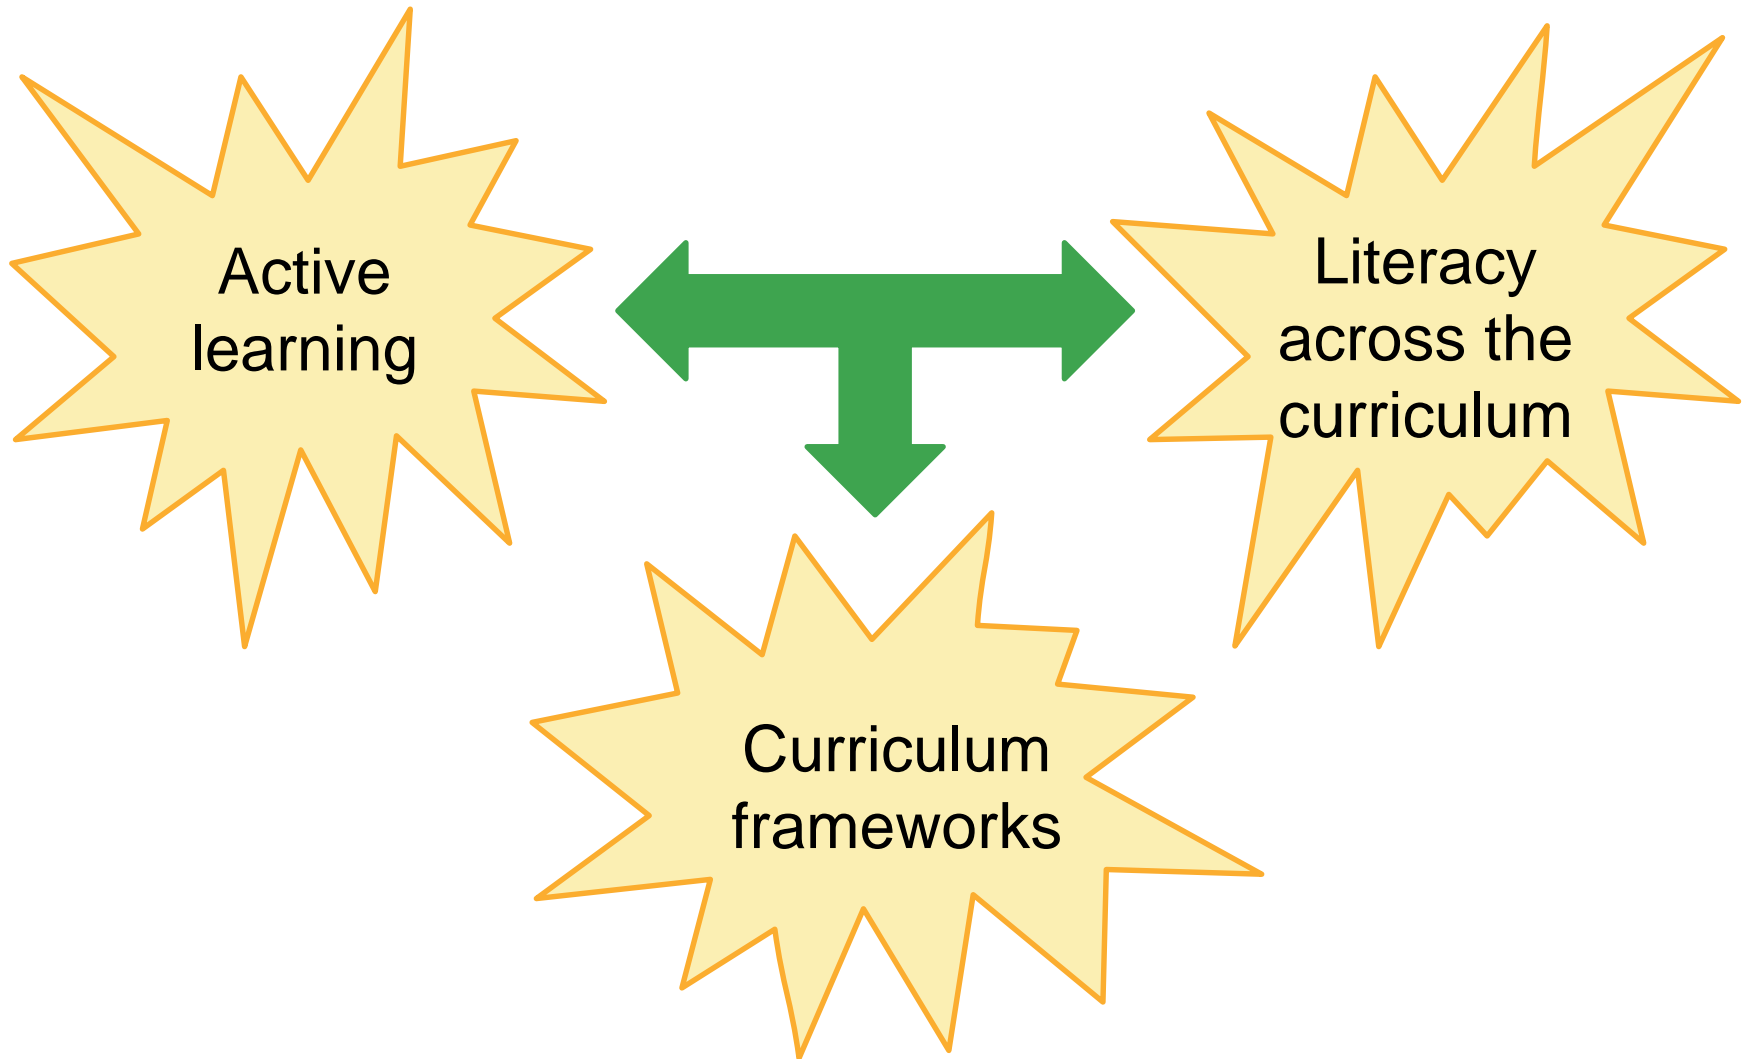 Active
learning
Literacy
across the
curriculum
Curriculum
frameworks